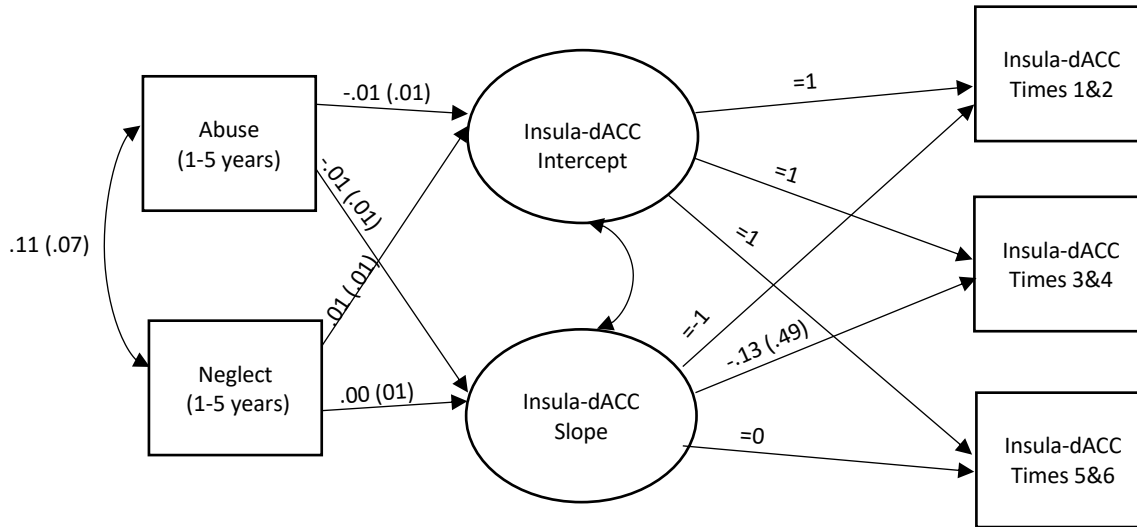 Insula-dACC
Times 1&2
-.01 (.01)
=1
Abuse
(1-5 years)
Insula-dACC
Intercept
-.01 (.01)
=1
.11 (.07)
=1
Insula-dACC
Times 3&4
.01 (.01)
=-1
-.13 (.49)
Neglect
(1-5 years)
.00 (01)
Insula-dACC
Slope
=0
Insula-dACC
Times 5&6